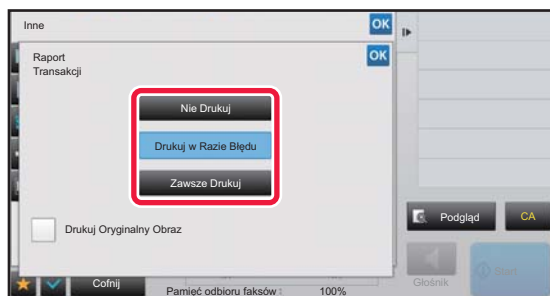 Inne
OK
Raport
Transakcji
OK
Nie Drukuj
Drukuj w Razie Błędu
Zawsze Drukuj
Drukuj Oryginalny Obraz
Podgląd
CA
Cofnij
Pamięć odbioru faksów: 100%
Głośnik
Start